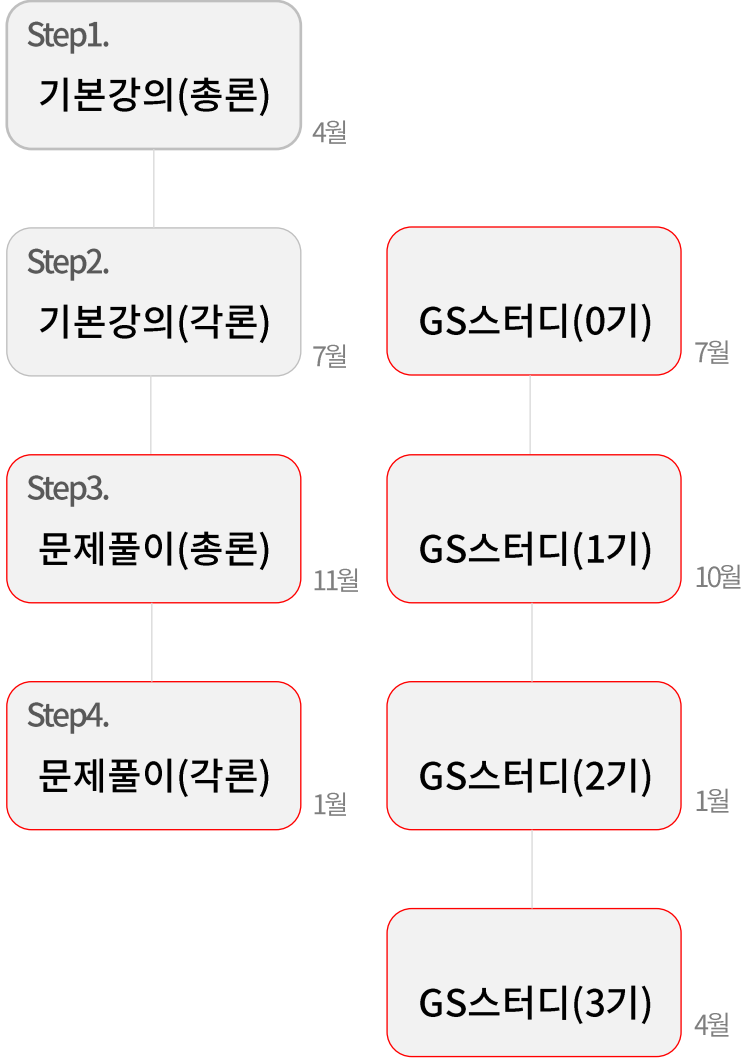 Step1.
기본강의(총론)
4월
Step2.
기본강의(각론)
7월
GS스터디(0기)
7월
Step3.
문제풀이(총론)
11월
GS스터디(1기)
10월
Step4.
문제풀이(각론)
1월
GS스터디(2기)
1월
GS스터디(3기)
4월